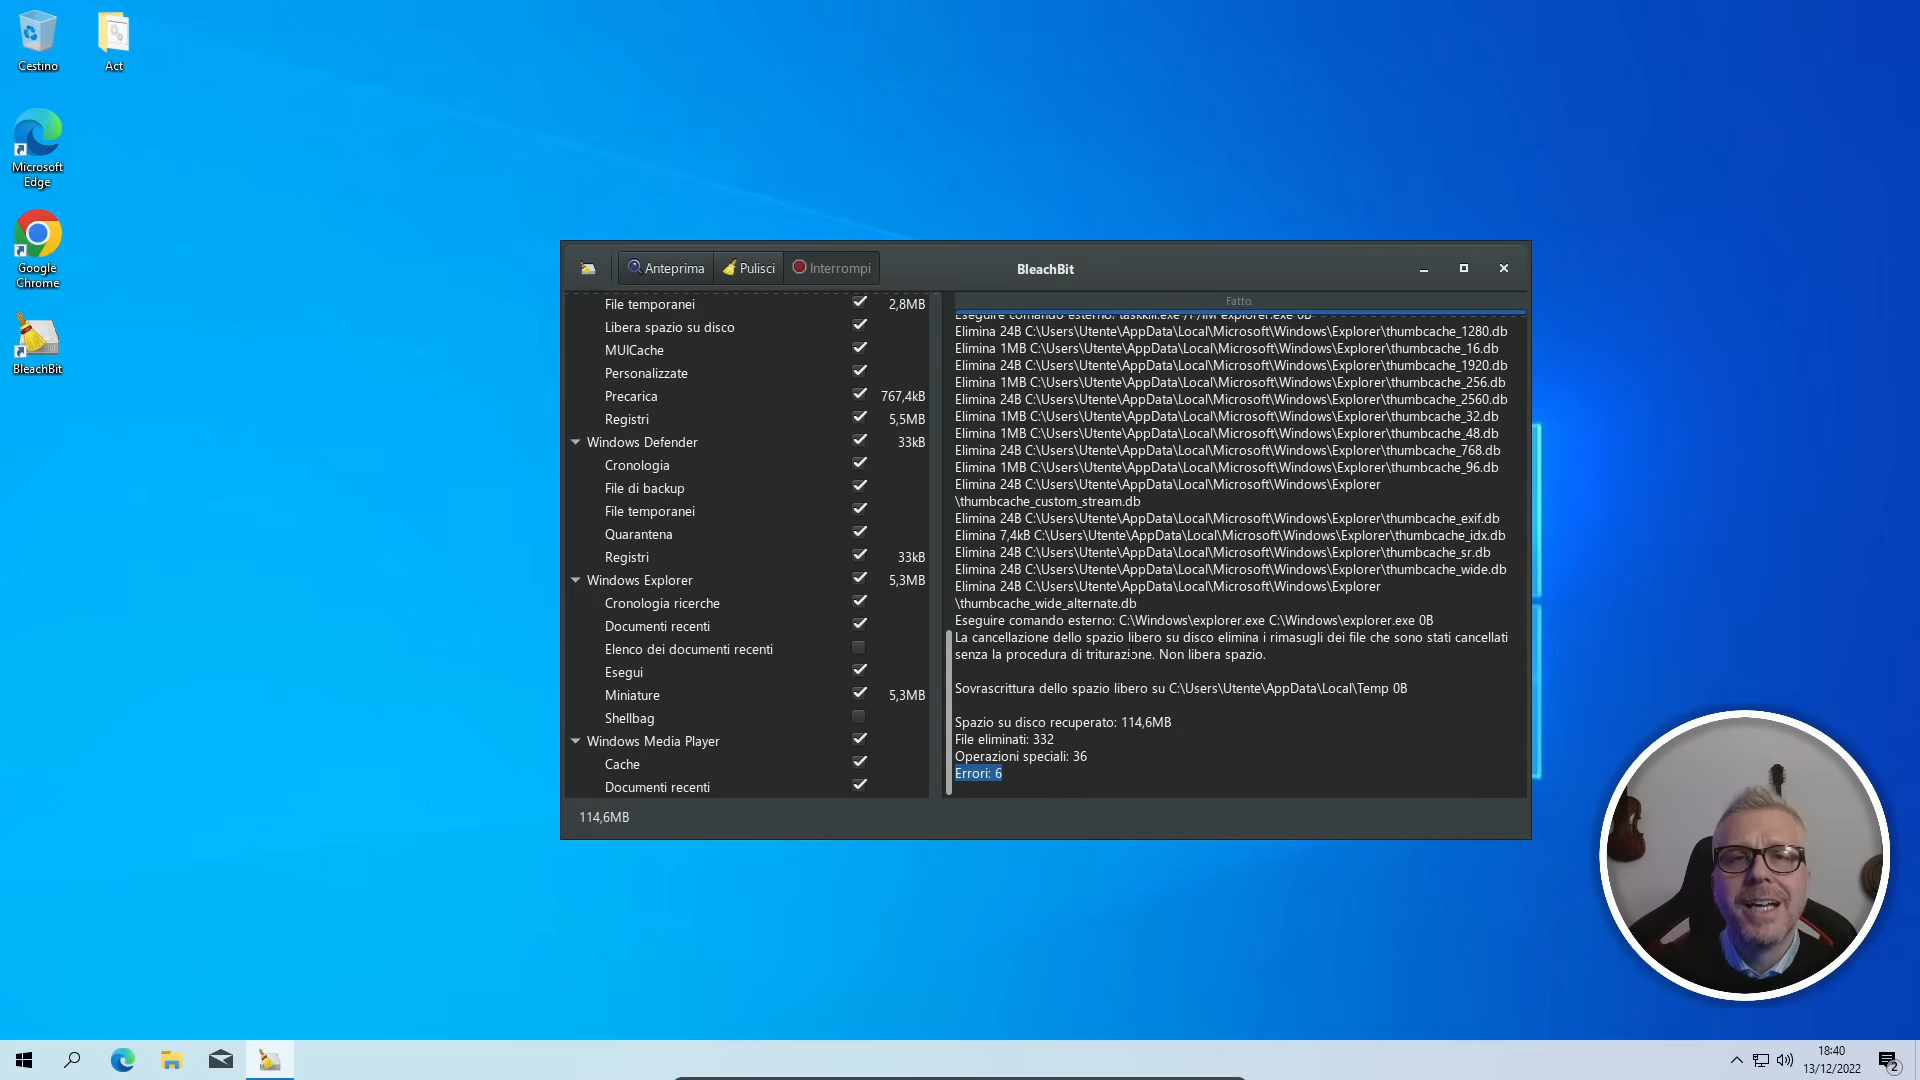 Cestino
Act
Microsoft
Edge
Google
Chrome
BleachBit
Anteprima
Pulisci
Interrompi
BleachBit
File temporanei 2,8MB
Libera spazio su disco
MUICache
Personalizzate
Precarica 767,4kB
Registri 5,5MB
Windows Defender 33kB
Cronologia
File di backup
File temporanei
Quarantena
Registri 33kB
Windows Explorer 5,3MB
Cronologia ricerche
Documenti recenti
Elenco dei documenti recenti
Esegui
Miniature 5,3MB
Shellbag
Windows Media Player
Cache
Documenti recenti
114,6MB
Fatto.
Eseguire comando esterno: taskkill.exe /F /IM explorer.exe 0B
Elimina 24B C:\Users\Utente\AppData\Local\Microsoft\Windows\Explorer\thumbcache_1280.db
Elimina 1MB C:\Users\Utente\AppData\Local\Microsoft\Windows\Explorer\thumbcache_16.db
Elimina 24B C:\Users\Utente\AppData\Local\Microsoft\Windows\Explorer\thumbcache_1920.db
Elimina 1MB C:\Users\Utente\AppData\Local\Microsoft\Windows\Explorer\thumbcache_256.db
Elimina 24B C:\Users\Utente\AppData\Local\Microsoft\Windows\Explorer\thumbcache_2560.db
Elimina 1MB C:\Users\Utente\AppData\Local\Microsoft\Windows\Explorer\thumbcache_32.db
Elimina 1MB C:\Users\Utente\AppData\Local\Microsoft\Windows\Explorer\thumbcache_48.db
Elimina 24B C:\Users\Utente\AppData\Local\Microsoft\Windows\Explorer\thumbcache_768.db
Elimina 1MB C:\Users\Utente\AppData\Local\Microsoft\Windows\Explorer\thumbcache_96.db
Elimina 24B C:\Users\Utente\AppData\Local\Microsoft\Windows\Explorer
\thumbcache_custom_stream.db
Elimina 24B C:\Users\Utente\AppData\Local\Microsoft\Windows\Explorer\thumbcache_exif.db
Elimina 7,4kB C:\Users\Utente\AppData\Local\Microsoft\Windows\Explorer\thumbcache_idx.db
Elimina 24B C:\Users\Utente\AppData\Local\Microsoft\Windows\Explorer\thumbcache_sr.db
Elimina 24B C:\Users\Utente\AppData\Local\Microsoft\Windows\Explorer\thumbcache_wide.db
Elimina 24B C:\Users\Utente\AppData\Local\Microsoft\Windows\Explorer
\thumbcache_wide_alternate.db
Eseguire comando esterno: C:\Windows\explorer.exe C:\Windows\explorer.exe 0B
La cancellazione dello spazio libero su disco elimina i rimasugli dei file che sono stati cancellati
senza la procedura di triturazione. Non libera spazio.
Sovrascrittura dello spazio libero su C:\Users\Utente\AppData\Local\Temp 0B
Spazio su disco recuperato: 114,6MB
File eliminati: 332
Operazioni speciali: 36
Errori: 6
18:40
13/12/2022
2